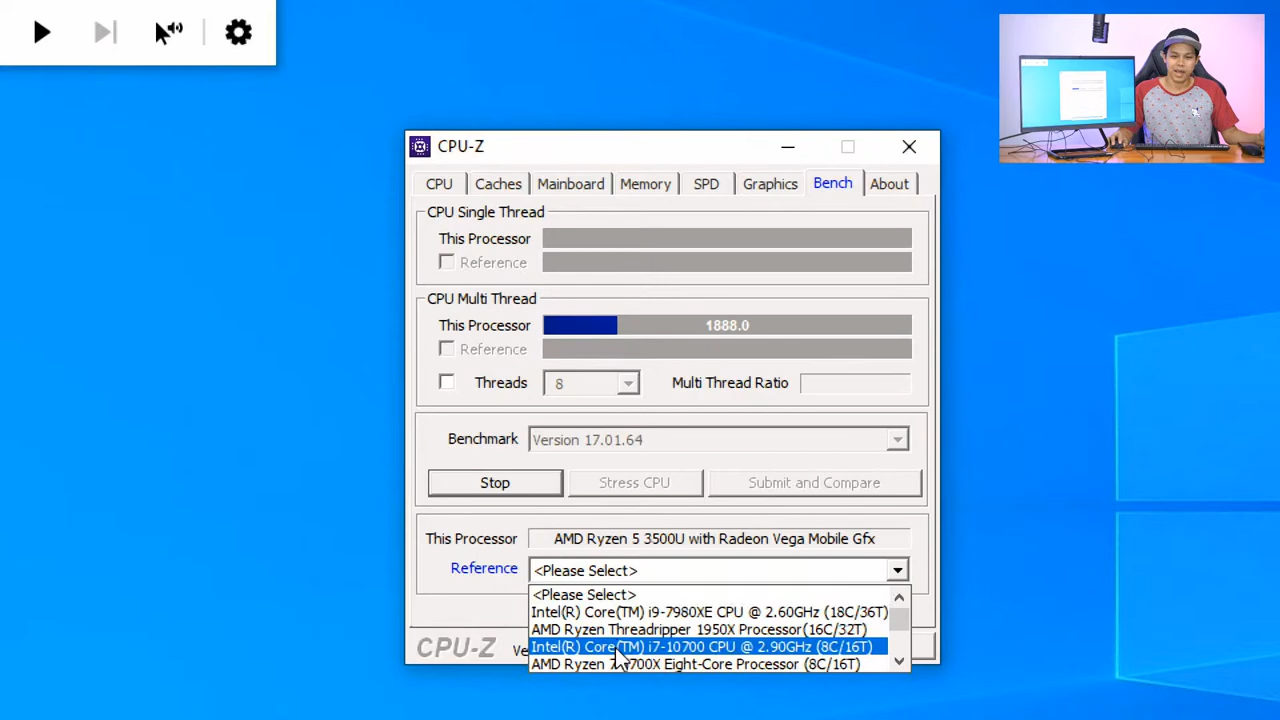 CPU-Z
CPU Caches Mainboard Memory SPD Graphics Bench About
CPU Single Thread
This Processor
Reference
CPU Multi Thread
This Processor 1888.0
Reference
Threads 8 Multi Thread Ratio
Benchmark Version 17.01.64
Stop Stress CPU Submit and Compare
This Processor AMD Ryzen 5 3500U with Radeon Vega Mobile Gfx
Reference <Please Select>
<Please Select>
Intel(R) Core(TM) i9-7980XE CPU @ 2.60GHz (18C/36T)
AMD Ryzen Threadripper 1950X Processor(16C/32T)
Intel(R) Core(TM) i7-10700 CPU @ 2.90GHz (8C/16T)
AMD Ryzen 7 Eight-Core Processor (8C/16T)
CPU-Z